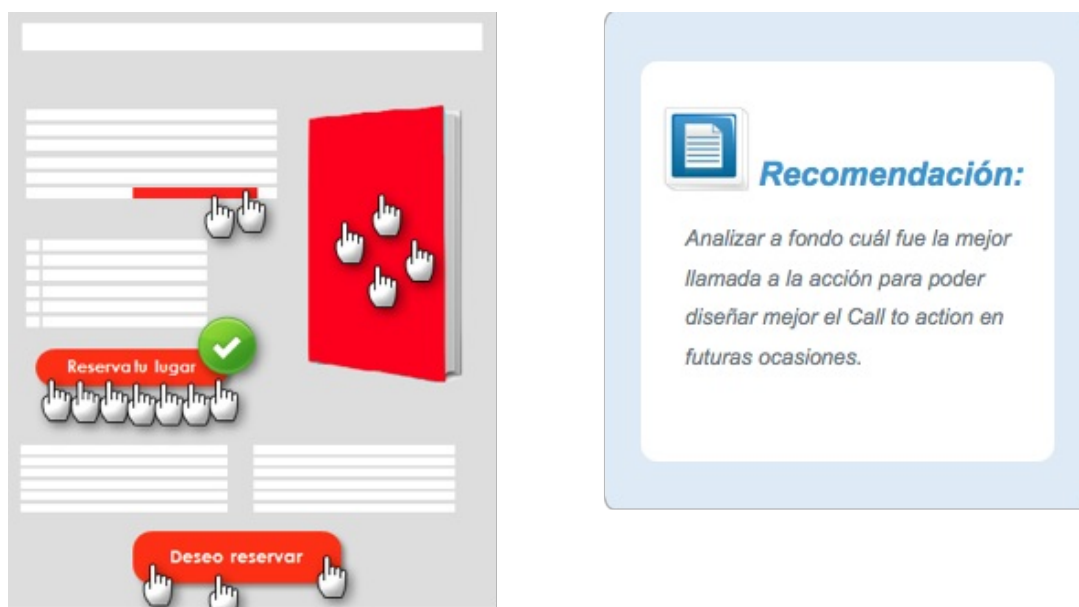 Reserva tu lugar
Deseo reservar
Recomendación:
Analizar a fondo cuál fue la mejor
llamada a la acción para poder
diseñar mejor el Call to action en
futuras ocasiones.